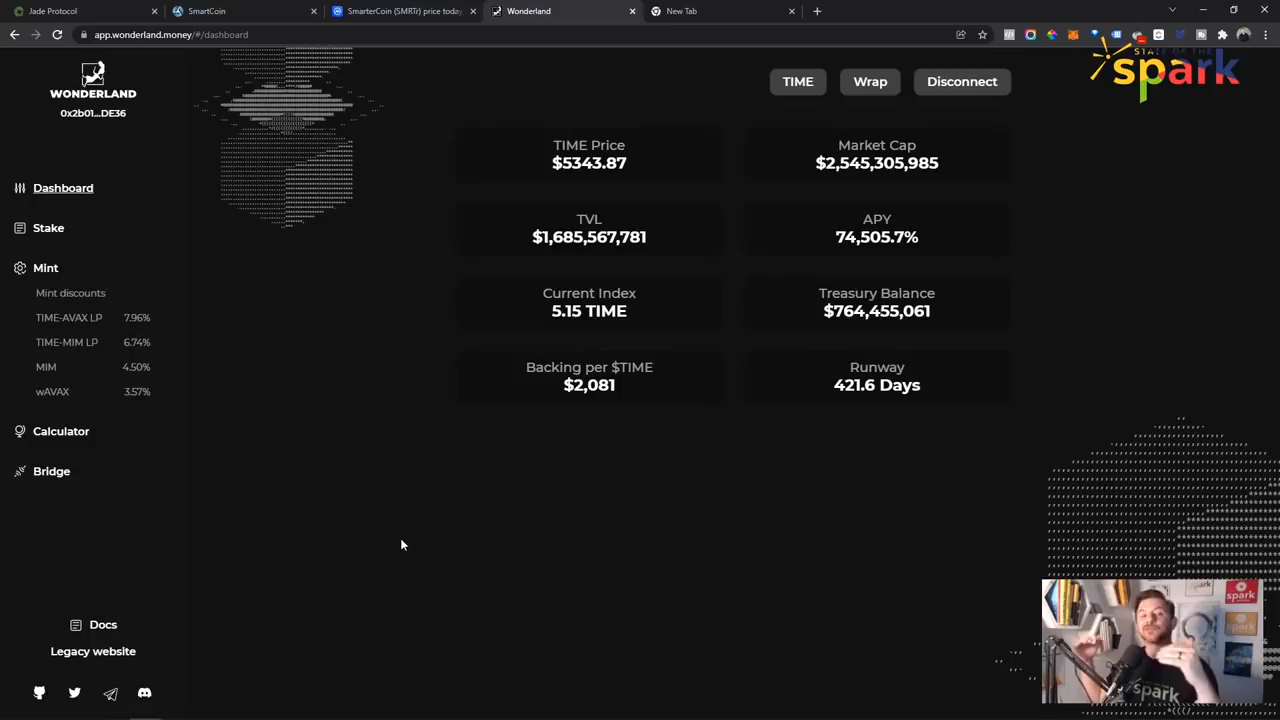 Jade Protocol
SmartCoin
SmarterCoin (SMRTr) price today
Wonderland
New Tab
app.wonderland.money/#/dashboard
STATE OF THE
spark
WONDERLAND
TIME
Wrap
TIME Price
$5343.87
Market Cap
$2,545,305,985
Dashboard
TVL
$1,685,567,781
APY
74,505.7%
Stake
Mint
Mint discounts
TIME-AVAX LP 7.96%
TIME-MIM LP 6.74%
MIM 4.50%
wAVAX 3.57%
Current Index
5.15 TIME
Treasury Balance
$764,455,061
Backing per $TIME
$2,081
Runway
421.6 Days
Calculator
Bridge
Docs
Legacy website
spark
spark